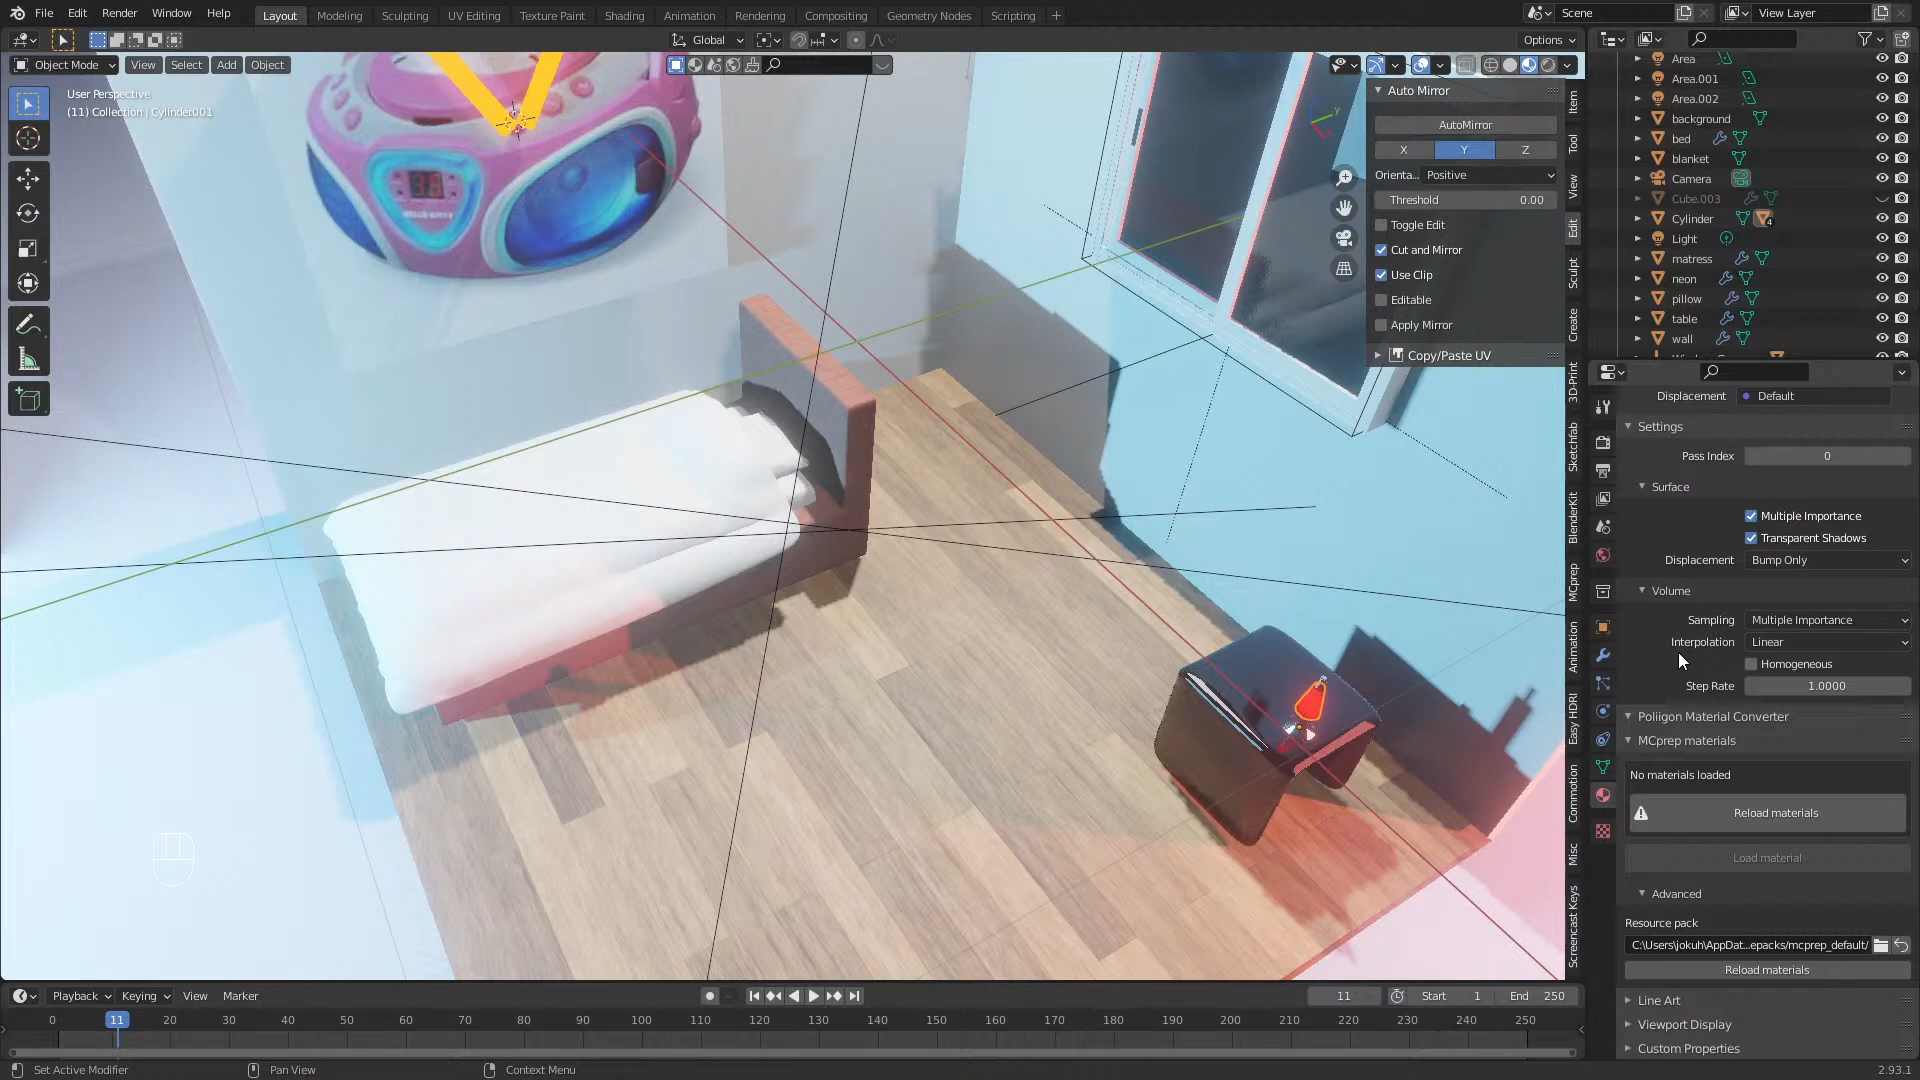 File Edit Render Window Help
Layout Modeling Sculpting UV Editing Texture Paint Shading Animation Rendering Compositing Geometry Nodes Scripting +
Scene
View Layer
Global
Options
Object Mode View Select Add Object
User Perspective
(11) Collection | Cylinder.001
HELLO KITTY
Auto Mirror
AutoMirror
X Y Z
Orienta... Positive
Threshold 0.00
Toggle Edit
Cut and Mirror
Use Clip
Editable
Apply Mirror
Copy/Paste UV
Item
Tool
View
Edit
Sculpt
Create
3D-Print
Sketchfab
BlenderKit
MCprep
Animation
Easy HDRI
Commotion
Misc
Screencast Keys
Area
Area.001
Area.002
background
bed
blanket
Camera
Cube.003
Cylinder 4
Light
matress
neon
pillow
table
wall
Displacement Default
Settings
Pass Index 0
Surface
Multiple Importance
Transparent Shadows
Displacement Bump Only
Volume
Sampling Multiple Importance
Interpolation Linear
Homogeneous
Step Rate 1.0000
Poliigon Material Converter
MCprep materials
No materials loaded
Reload materials
Load material
Advanced
Resource pack
C:\Users\jokuh\AppDat...epacks/mcprep_default/
Reload materials
Line Art
Viewport Display
Custom Properties
Playback Keying View Marker
11 Start 1 End 250
0 11 20 30 40 50 60 70 80 90 100 110 120 130 140 150 160 170 180 190 200 210 220 230 240 250
Set Active Modifier Pan View Context Menu 2.93.1